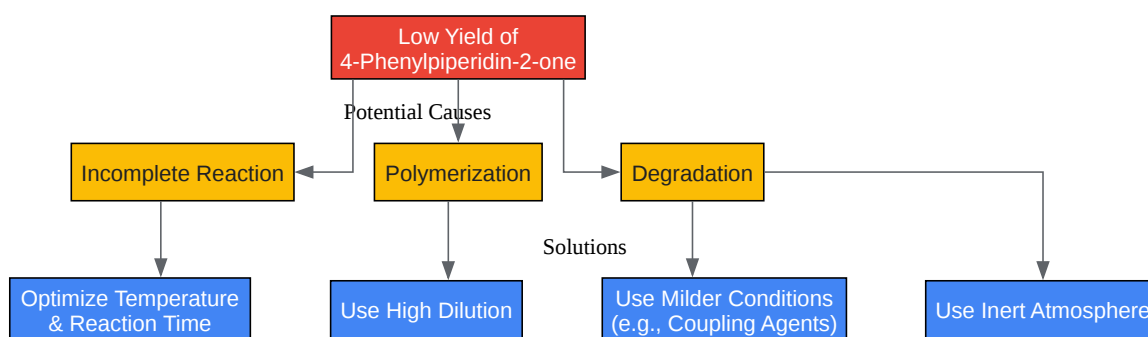 Low Yield of
4-Phenylpiperidin-2-one
Potential Causes
Incomplete Reaction
Polymerization
Degradation
Solutions
Optimize Temperature
& Reaction Time
Use High Dilution
Use Milder Conditions
(e.g., Coupling Agents)
Use Inert Atmosphere